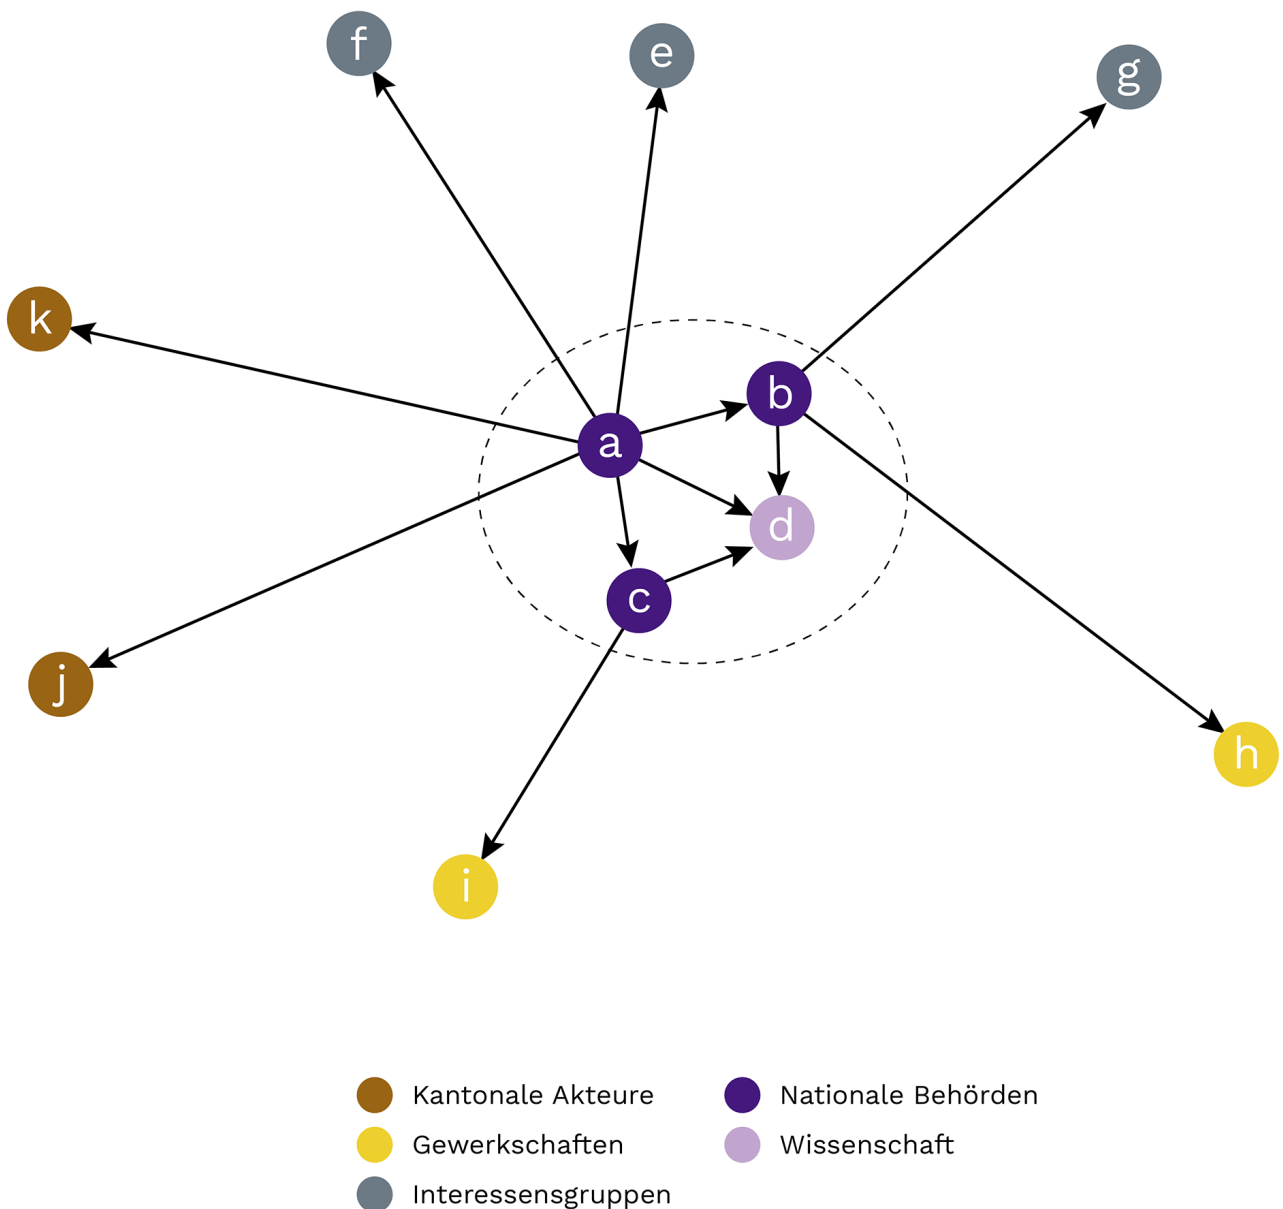 f
e
g
k
b
a
d
c
j
h
i
Kantonale Akteure
Nationale Behörden
Gewerkschaften
Wissenschaft
Interessensgruppen